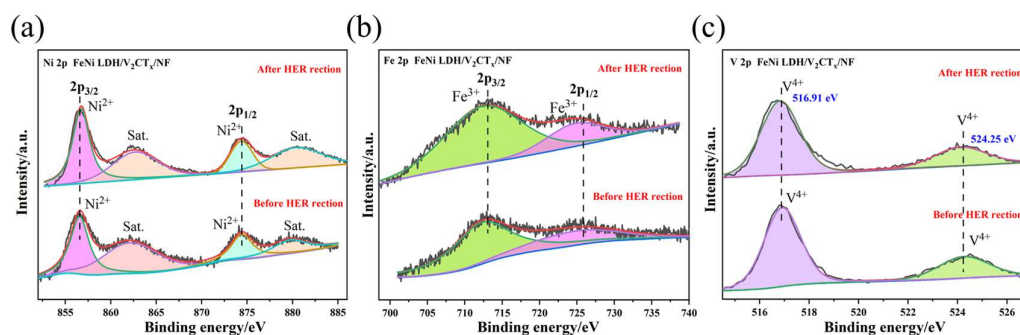 (a)
Ni 2p FeNi LDH/V₂CTₓ/NF
After HER rection
2p3/2
Ni²⁺
Sat.
2p1/2
Ni²⁺
Sat.
Before HER rection
Ni²⁺
Sat.
Ni²⁺
Sat.
Intensity/a.u.
855 860 865 870 875 880 885
Binding energy/eV
(b)
Fe 2p FeNi LDH/V₂CTₓ/NF
After HER rection
2p3/2
Fe³⁺
Fe³⁺
2p1/2
Before HER rection
Intensity/a.u.
700 705 710 715 720 725 730 735 740
Binding energy/eV
(c)
V 2p FeNi LDH/V₂CTₓ/NF
After HER rection
V⁴⁺
516.91 eV
V⁴⁺
524.25 eV
Before HER rection
V⁴⁺
V⁴⁺
Intensity/a.u.
516 518 520 522 524 526
Binding energy/eV